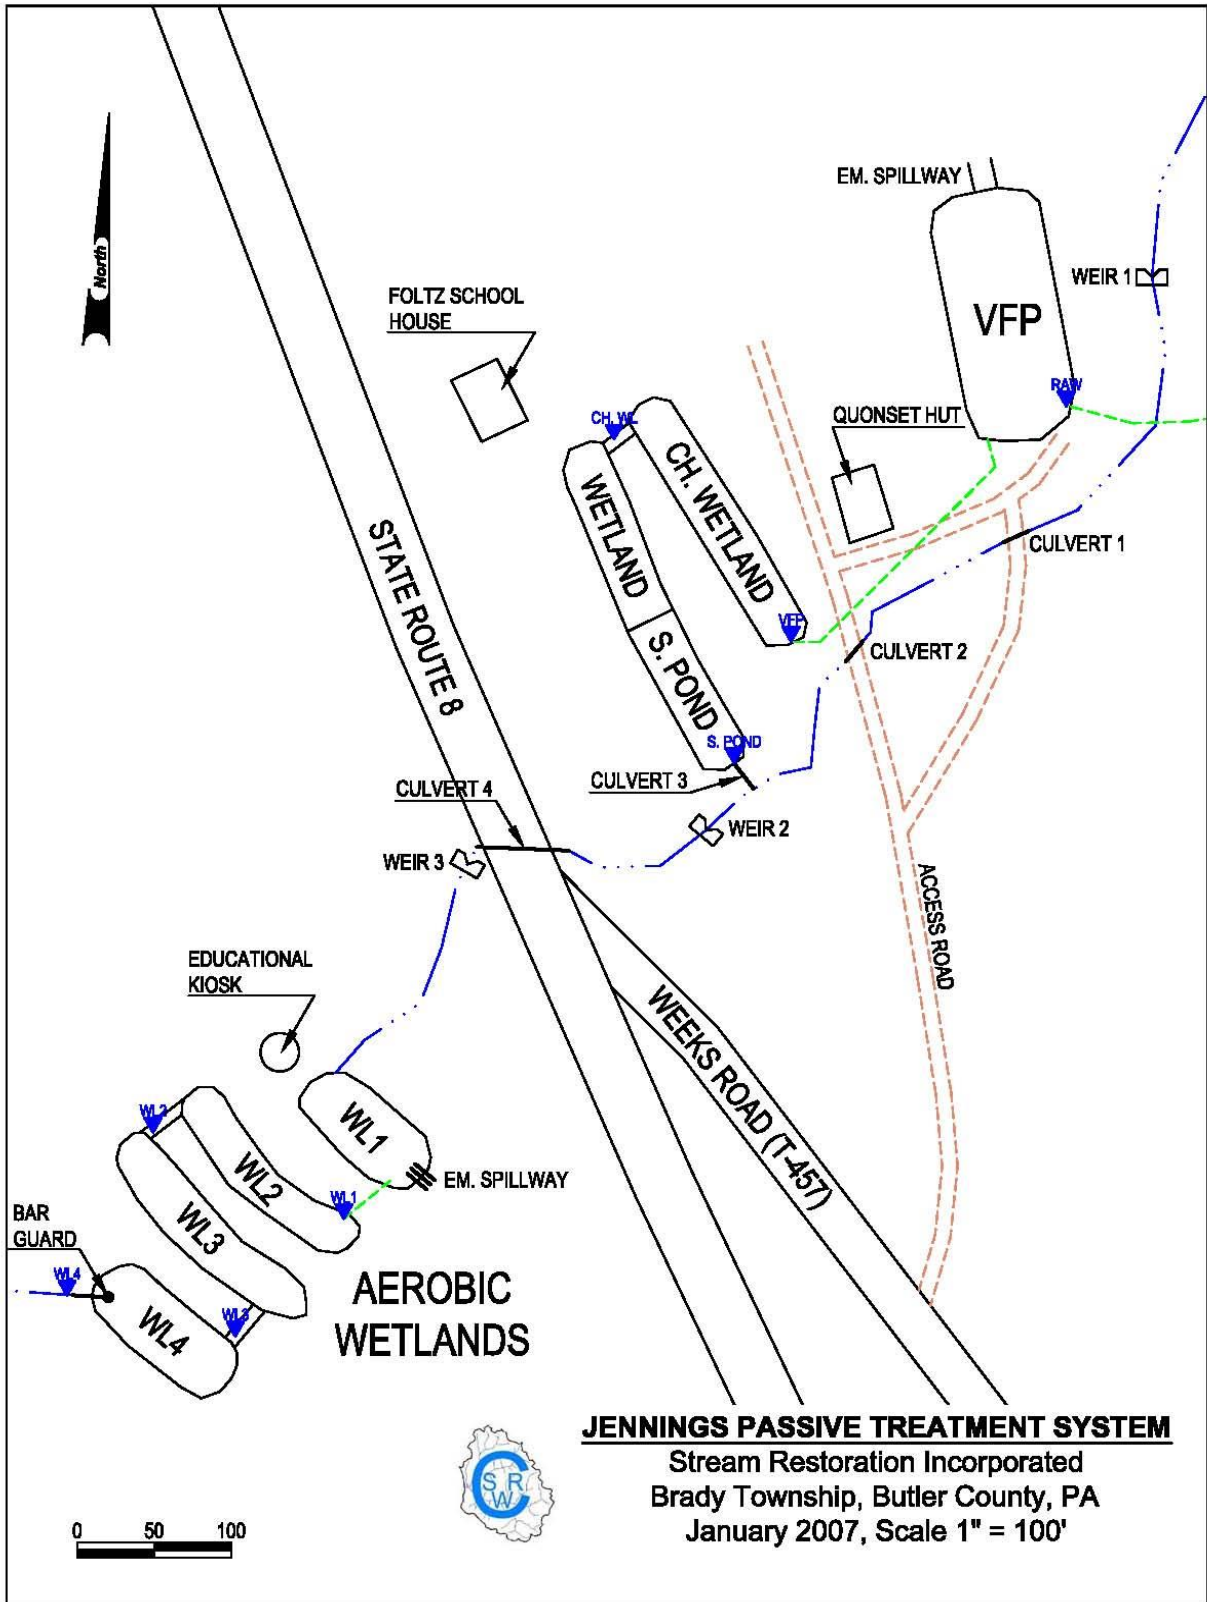 EM. SPILLWAY
WEIR 1
North
FOLTZ SCHOOL
HOUSE
VFP
RAW
QUONSET HUT
CH. WL
WETLAND
CH. WETLAND
STATE ROUTE 8
CULVERT 1
VFP
S. POND
CULVERT 2
S. POND
CULVERT 3
CULVERT 4
WEIR 2
WEIR 3
ACCESS ROAD
EDUCATIONAL
KIOSK
WEEKS ROAD (T-457)
WL2
WL1
WL2
EM. SPILLWAY
WL1
BAR
GUARD
WL3
WL4
AEROBIC
WETLANDS
WL3
WL4
JENNINGS PASSIVE TREATMENT SYSTEM
Stream Restoration Incorporated
Brady Township, Butler County, PA
January 2007, Scale 1" = 100'
C
S R
W
0 50 100